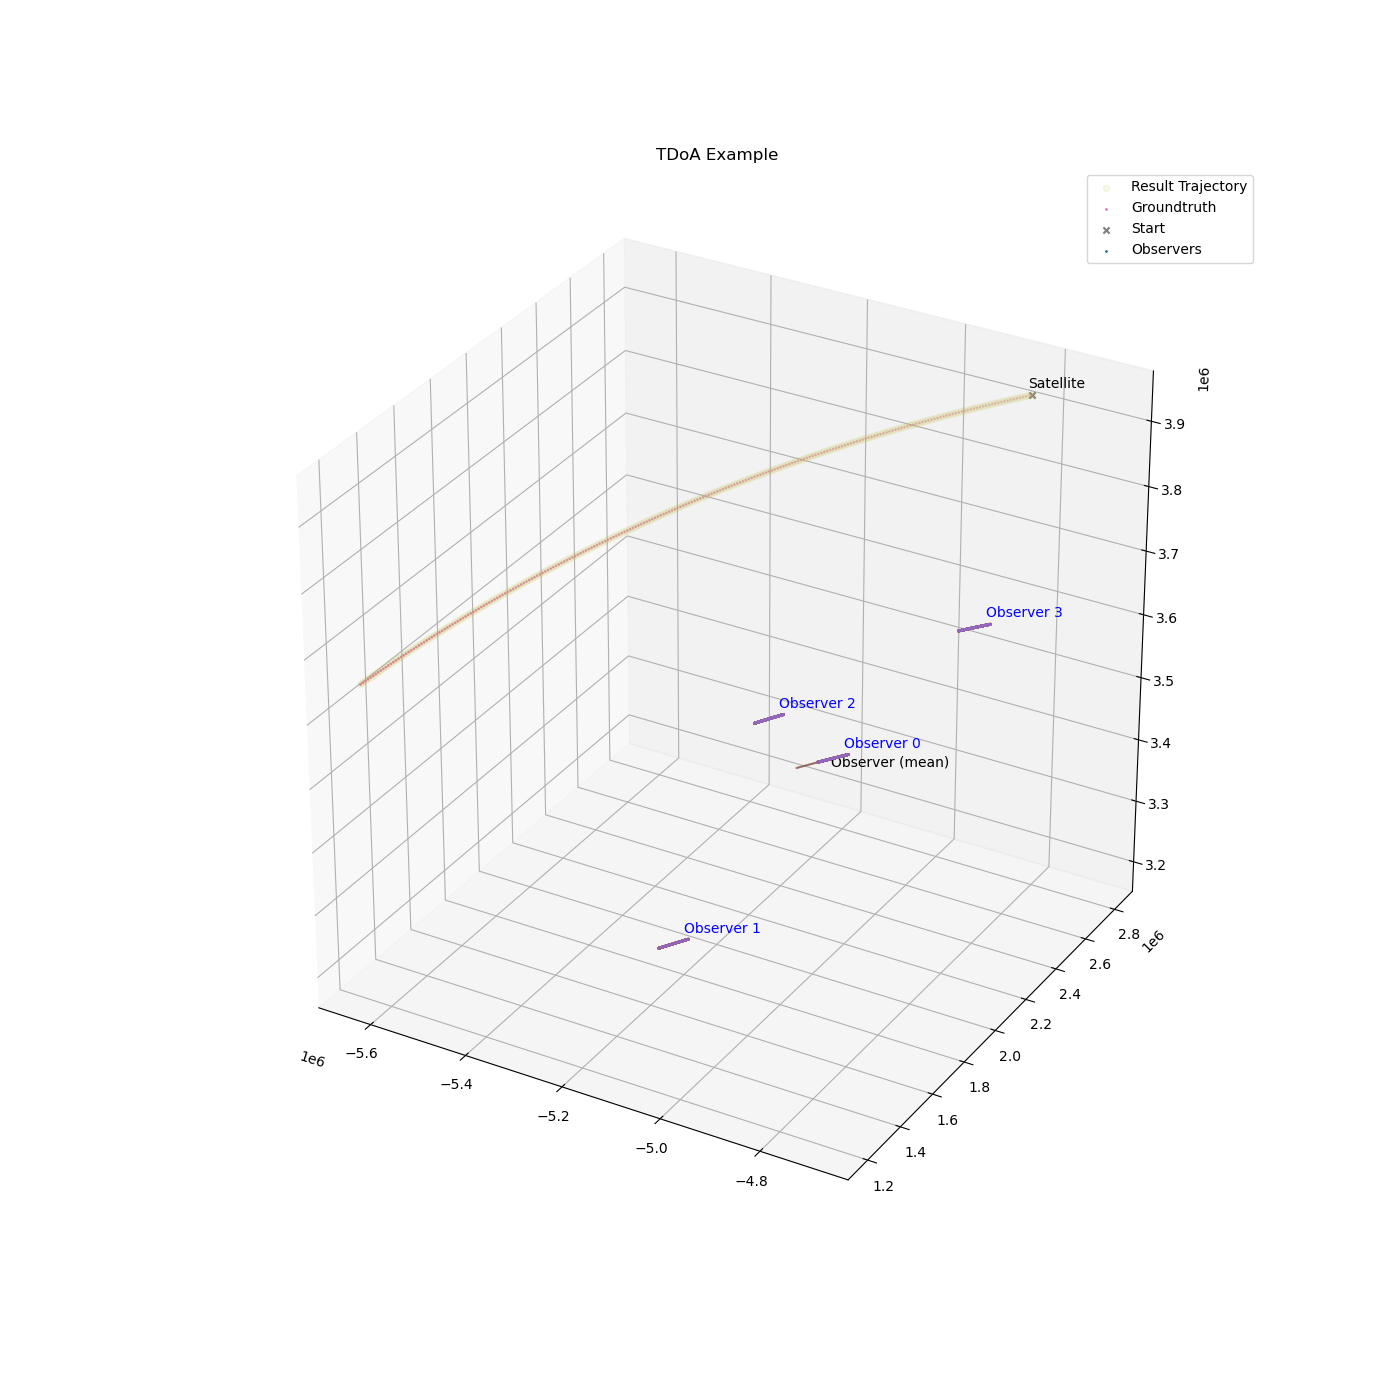 TDoA Example
Result Trajectory
Groundtruth
Start
Observers
1e6
Satellite
3.9
3.8
3.7
3.6
3.5
3.4
3.3
3.2
Observer 3
Observer 2
Observer 0
Observer (mean)
Observer 1
2.8
1e6
2.6
2.4
2.2
2.0
1.8
1.6
1.4
1.2
1e6
−5.6
−5.4
−5.2
−5.0
−4.8